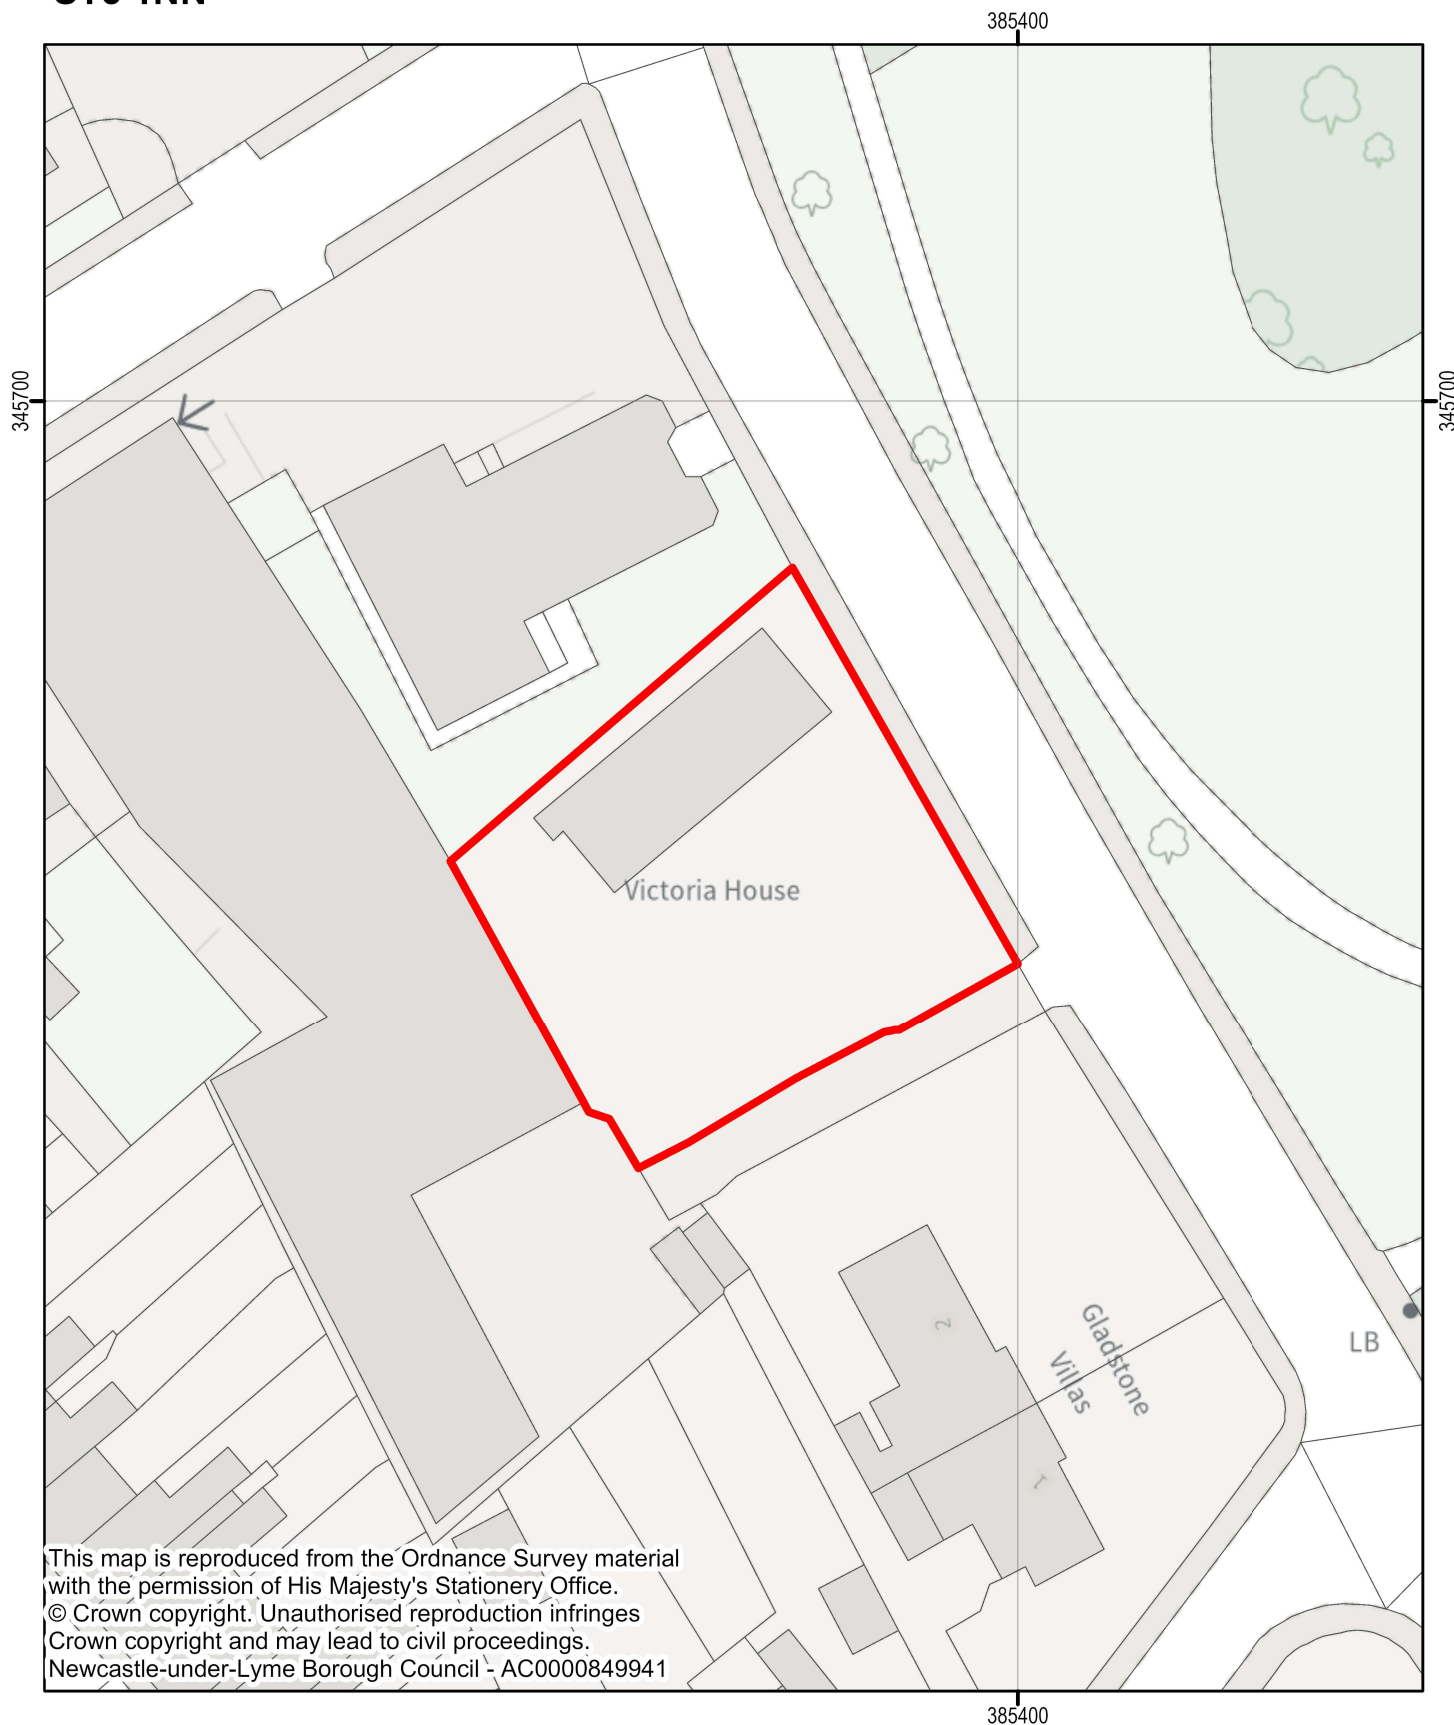 385400
345700
345700
Victoria House
2
Gladstone
Villas
1
LB
This map is reproduced from the Ordnance Survey material
with the permission of His Majesty's Stationery Office.
© Crown copyright. Unauthorised reproduction infringes
Crown copyright and may lead to civil proceedings.
Newcastle-under-Lyme Borough Council - AC0000849941
385400